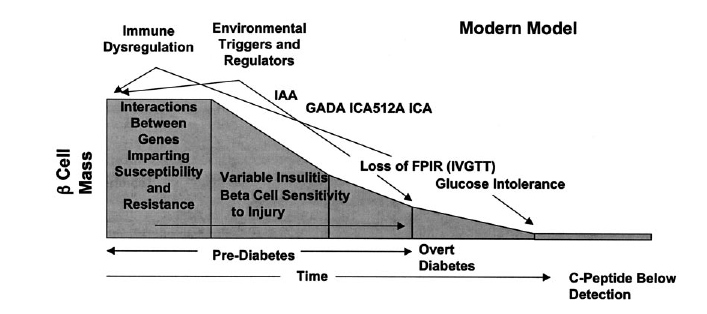 Modern Model
Immune
Dysregulation
Environmental
Triggers and
Regulators
IAA
GADA ICA512A ICA
Interactions
Between
Genes
Imparting
Susceptibility
and
Resistance
Variable Insulitis
Beta Cell Sensitivity
to Injury
Loss of FPIR (IVGTT)
Glucose Intolerance
β Cell
Mass
Pre-Diabetes
Overt
Diabetes
Time
C-Peptide Below
Detection